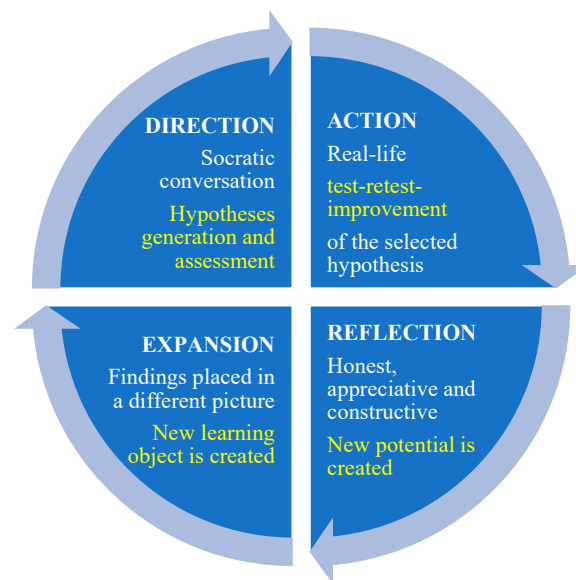 DIRECTION
Socratic
conversation
Hypotheses
generation and
assessment
ACTION
Real-life
test-retest-
improvement
of the selected
hypothesis
EXPANSION
Findings placed in
a different picture
New learning
object is created
REFLECTION
Honest,
appreciative and
constructive
New potential is
created